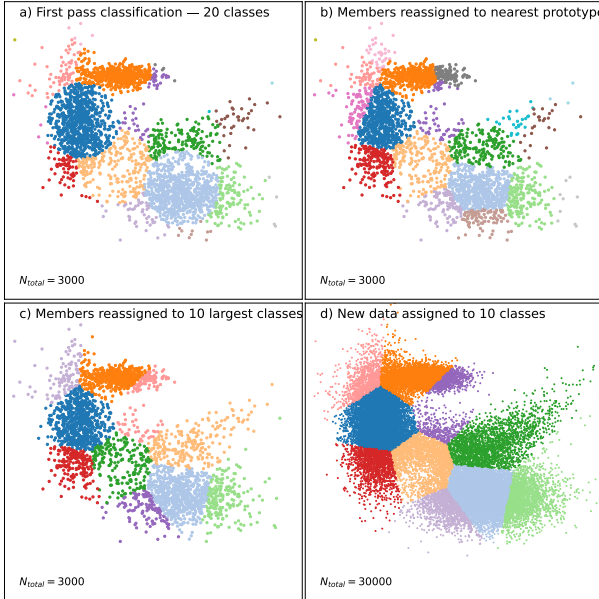 a) First pass classification — 20 classes
b) Members reassigned to nearest prototype
N_total = 3000
N_total = 3000
c) Members reassigned to 10 largest classes
d) New data assigned to 10 classes
N_total = 3000
N_total = 30000